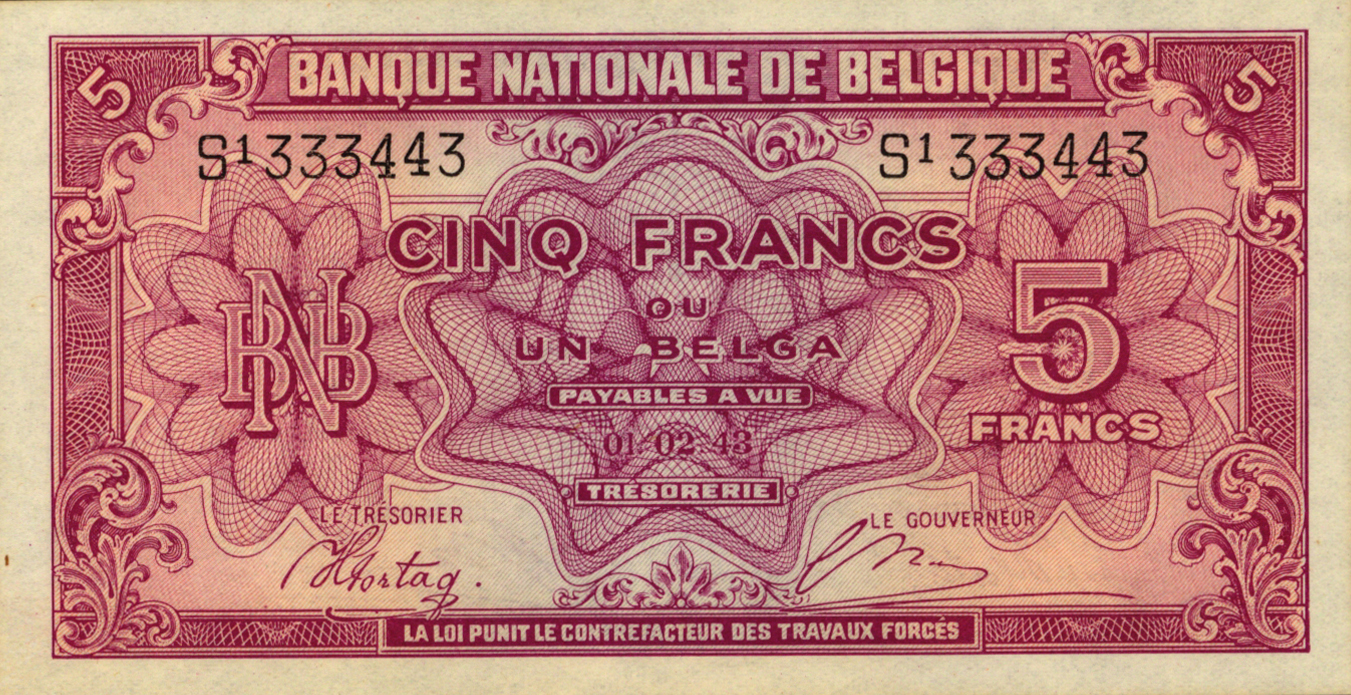 5 BANQUE NATIONALE DE BELGIQUE 5
S1 333443 S1 333443
CINQ FRANCS
OU
UN BELGA
BNB 5
PAYABLES A VUE
FRANCS
01·02·43
TRÉSORERIE
LE TRÉSORIER LE GOUVERNEUR
LA LOI PUNIT LE CONTREFACTEUR DES TRAVAUX FORCÉS